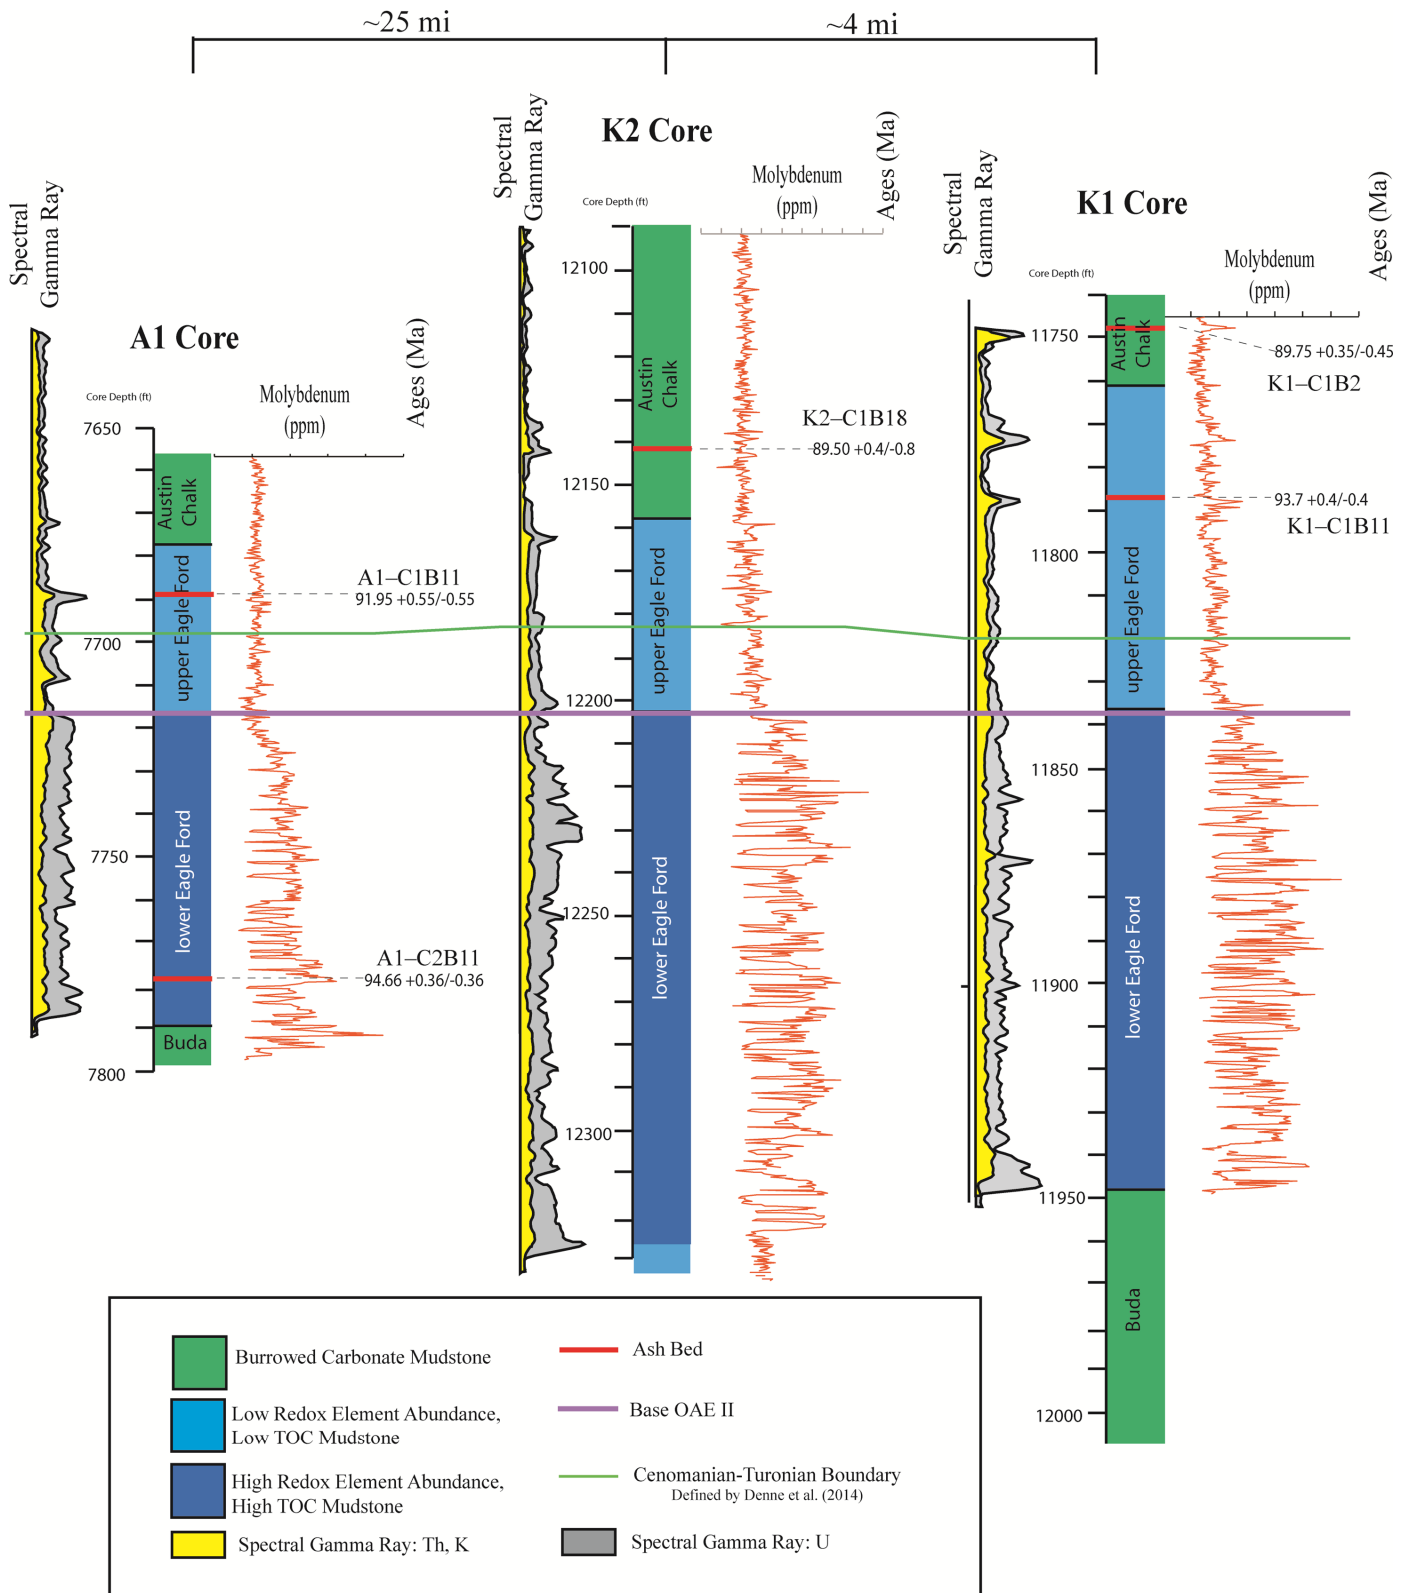 ~25 mi
~4 mi
Spectral
Gamma Ray
A1 Core
Ages (Ma)
Core Depth (ft)
Molybdenum
(ppm)
7650
7700
7750
7800
Austin
Chalk
upper Eagle Ford
lower Eagle Ford
Buda
A1–C1B11
91.95 +0.55/-0.55
A1–C2B11
94.66 +0.36/-0.36
Spectral
Gamma Ray
K2 Core
Ages (Ma)
Core Depth (ft)
Molybdenum
(ppm)
12100
12150
12200
12250
12300
Austin
Chalk
upper Eagle Ford
lower Eagle Ford
K2–C1B18
89.50 +0.4/-0.8
Spectral
Gamma Ray
K1 Core
Ages (Ma)
Core Depth (ft)
Molybdenum
(ppm)
11750
11800
11850
11900
11950
12000
Austin
Chalk
upper Eagle Ford
lower Eagle Ford
Buda
89.75 +0.35/-0.45
K1–C1B2
93.7 +0.4/-0.4
K1–C1B11
Burrowed Carbonate Mudstone
Low Redox Element Abundance,
Low TOC Mudstone
High Redox Element Abundance,
High TOC Mudstone
Spectral Gamma Ray: Th, K
Ash Bed
Base OAE II
Cenomanian-Turonian Boundary
Defined by Denne et al. (2014)
Spectral Gamma Ray: U